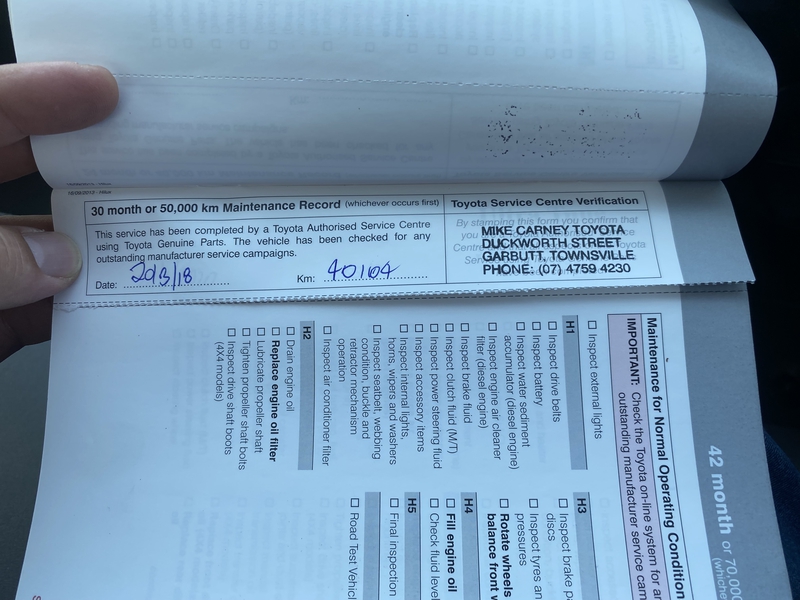 16/09/2013 - Hilux
30 month or 50,000 km Maintenance Record (whichever occurs first)
This service has been completed by a Toyota Authorised Service Centre
using Toyota Genuine Parts. The vehicle has been checked for any
outstanding manufacturer service campaigns.
Date: 20/3/18 Km: 40164
Toyota Service Centre Verification
By stamping this form you confirm that
MIKE CARNEY TOYOTA
DUCKWORTH STREET
GARBUTT, TOWNSVILLE
PHONE: (07) 4759 4230
42 month or 70,000
(whiche
Maintenance for Normal Operating Condition
IMPORTANT: Check the Toyota on-line system for an
outstanding manufacturer service cam
☐ Inspect external lights
H1
☐ Inspect drive belts
☐ Inspect battery
☐ Inspect water sediment
accumulator (diesel engine)
☐ Inspect engine air cleaner
filter (diesel engine)
☐ Inspect brake fluid
☐ Inspect clutch fluid (M/T)
☐ Inspect power steering fluid
☐ Inspect accessory items
☐ Inspect internal lights,
horns, wipers and washers
☐ Inspect seatbelt, webbing
condition, buckle and
retractor mechanism
operation
☐ Inspect air conditioner filter
H2
☐ Drain engine oil
☐ Replace engine oil filter
☐ Lubricate propeller shaft
☐ Tighten propeller shaft bolts
☐ Inspect drive shaft boots
(4X4 models)
H3
☐ Inspect brake p
discs
☐ Inspect tyres an
pressures
☐ Rotate wheels
balance front w
H4
☐ Fill engine oil
☐ Check fluid level
H5
☐ Final inspection
☐ Road Test Vehicl